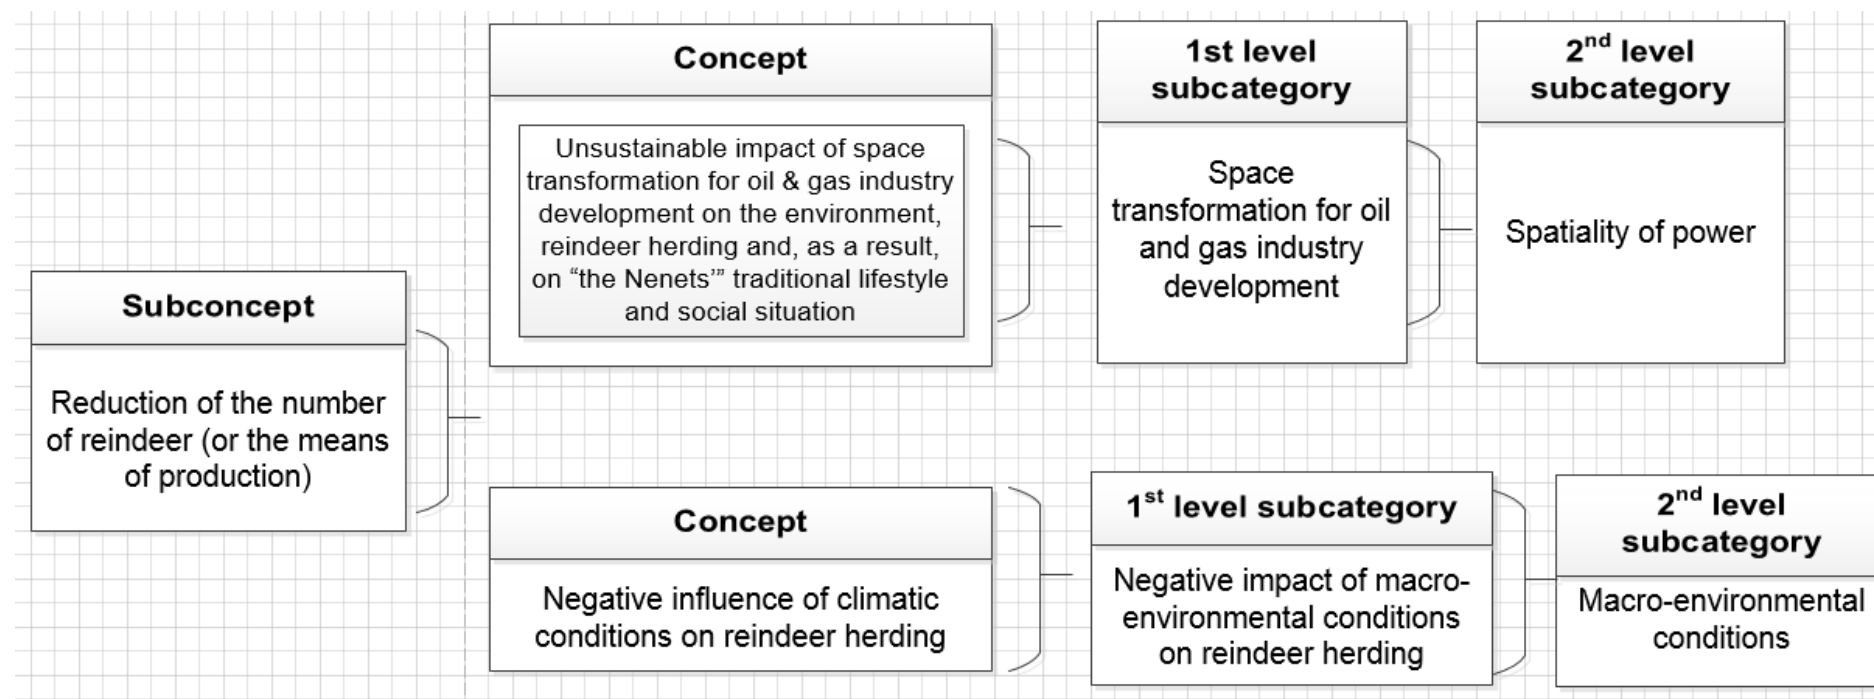 Concept
Unsustainable impact of space
transformation for oil & gas industry
development on the environment,
reindeer herding and, as a result,
on “the Nenets’” traditional lifestyle
and social situation
1st level
subcategory
Space
transformation for oil
and gas industry
development
2nd level
subcategory
Spatiality of power
Subconcept
Reduction of the number
of reindeer (or the means
of production)
Concept
Negative influence of climatic
conditions on reindeer herding
1st level subcategory
Negative impact of macro-
environmental conditions
on reindeer herding
2nd level
subcategory
Macro-environmental
conditions